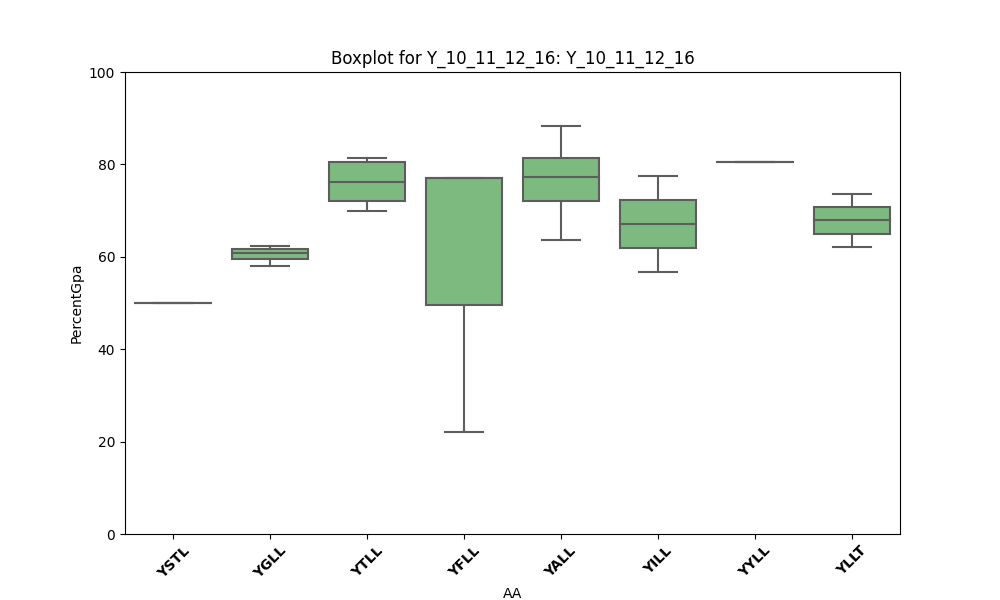 Boxplot for Y_10_11_12_16: Y_10_11_12_16
PercentGpa
100
80
60
40
20
0
YSTL
YGLL
YTLL
YFLL
YALL
YILL
YYLL
YLLT
AA